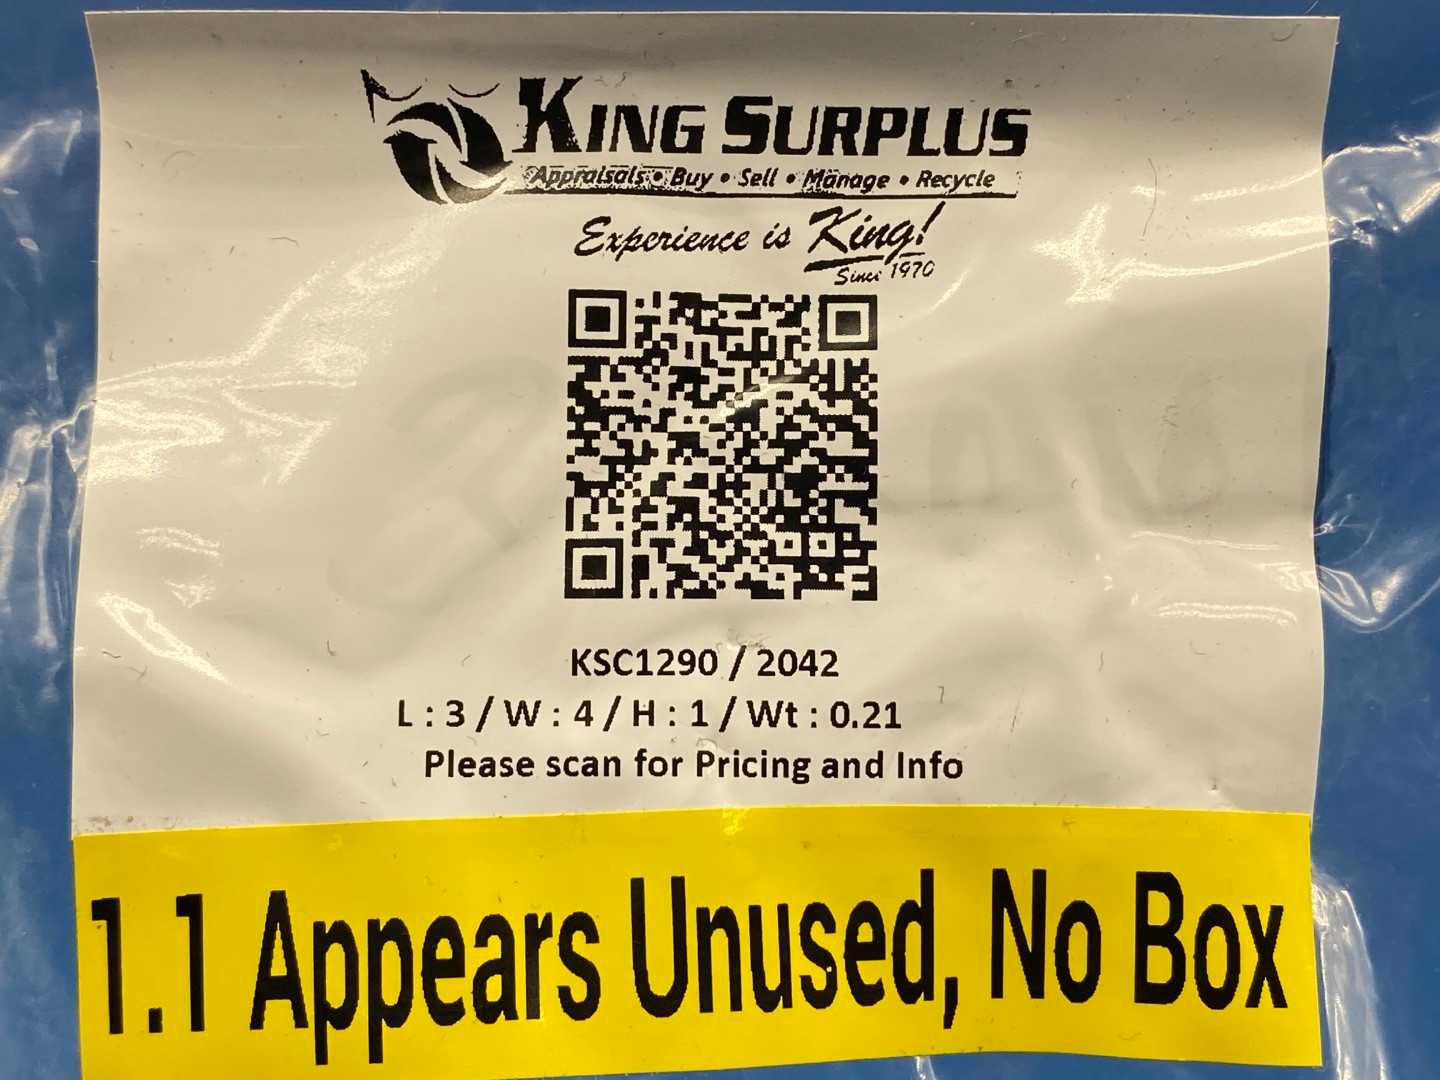 KING SURPLUS
Appraisals • Buy • Sell • Manage • Recycle
Experience is King!
Since 1970
KSC1290 / 2042
L : 3 / W : 4 / H : 1 / Wt : 0.21
Please scan for Pricing and Info
1.1 Appears Unused, No Box